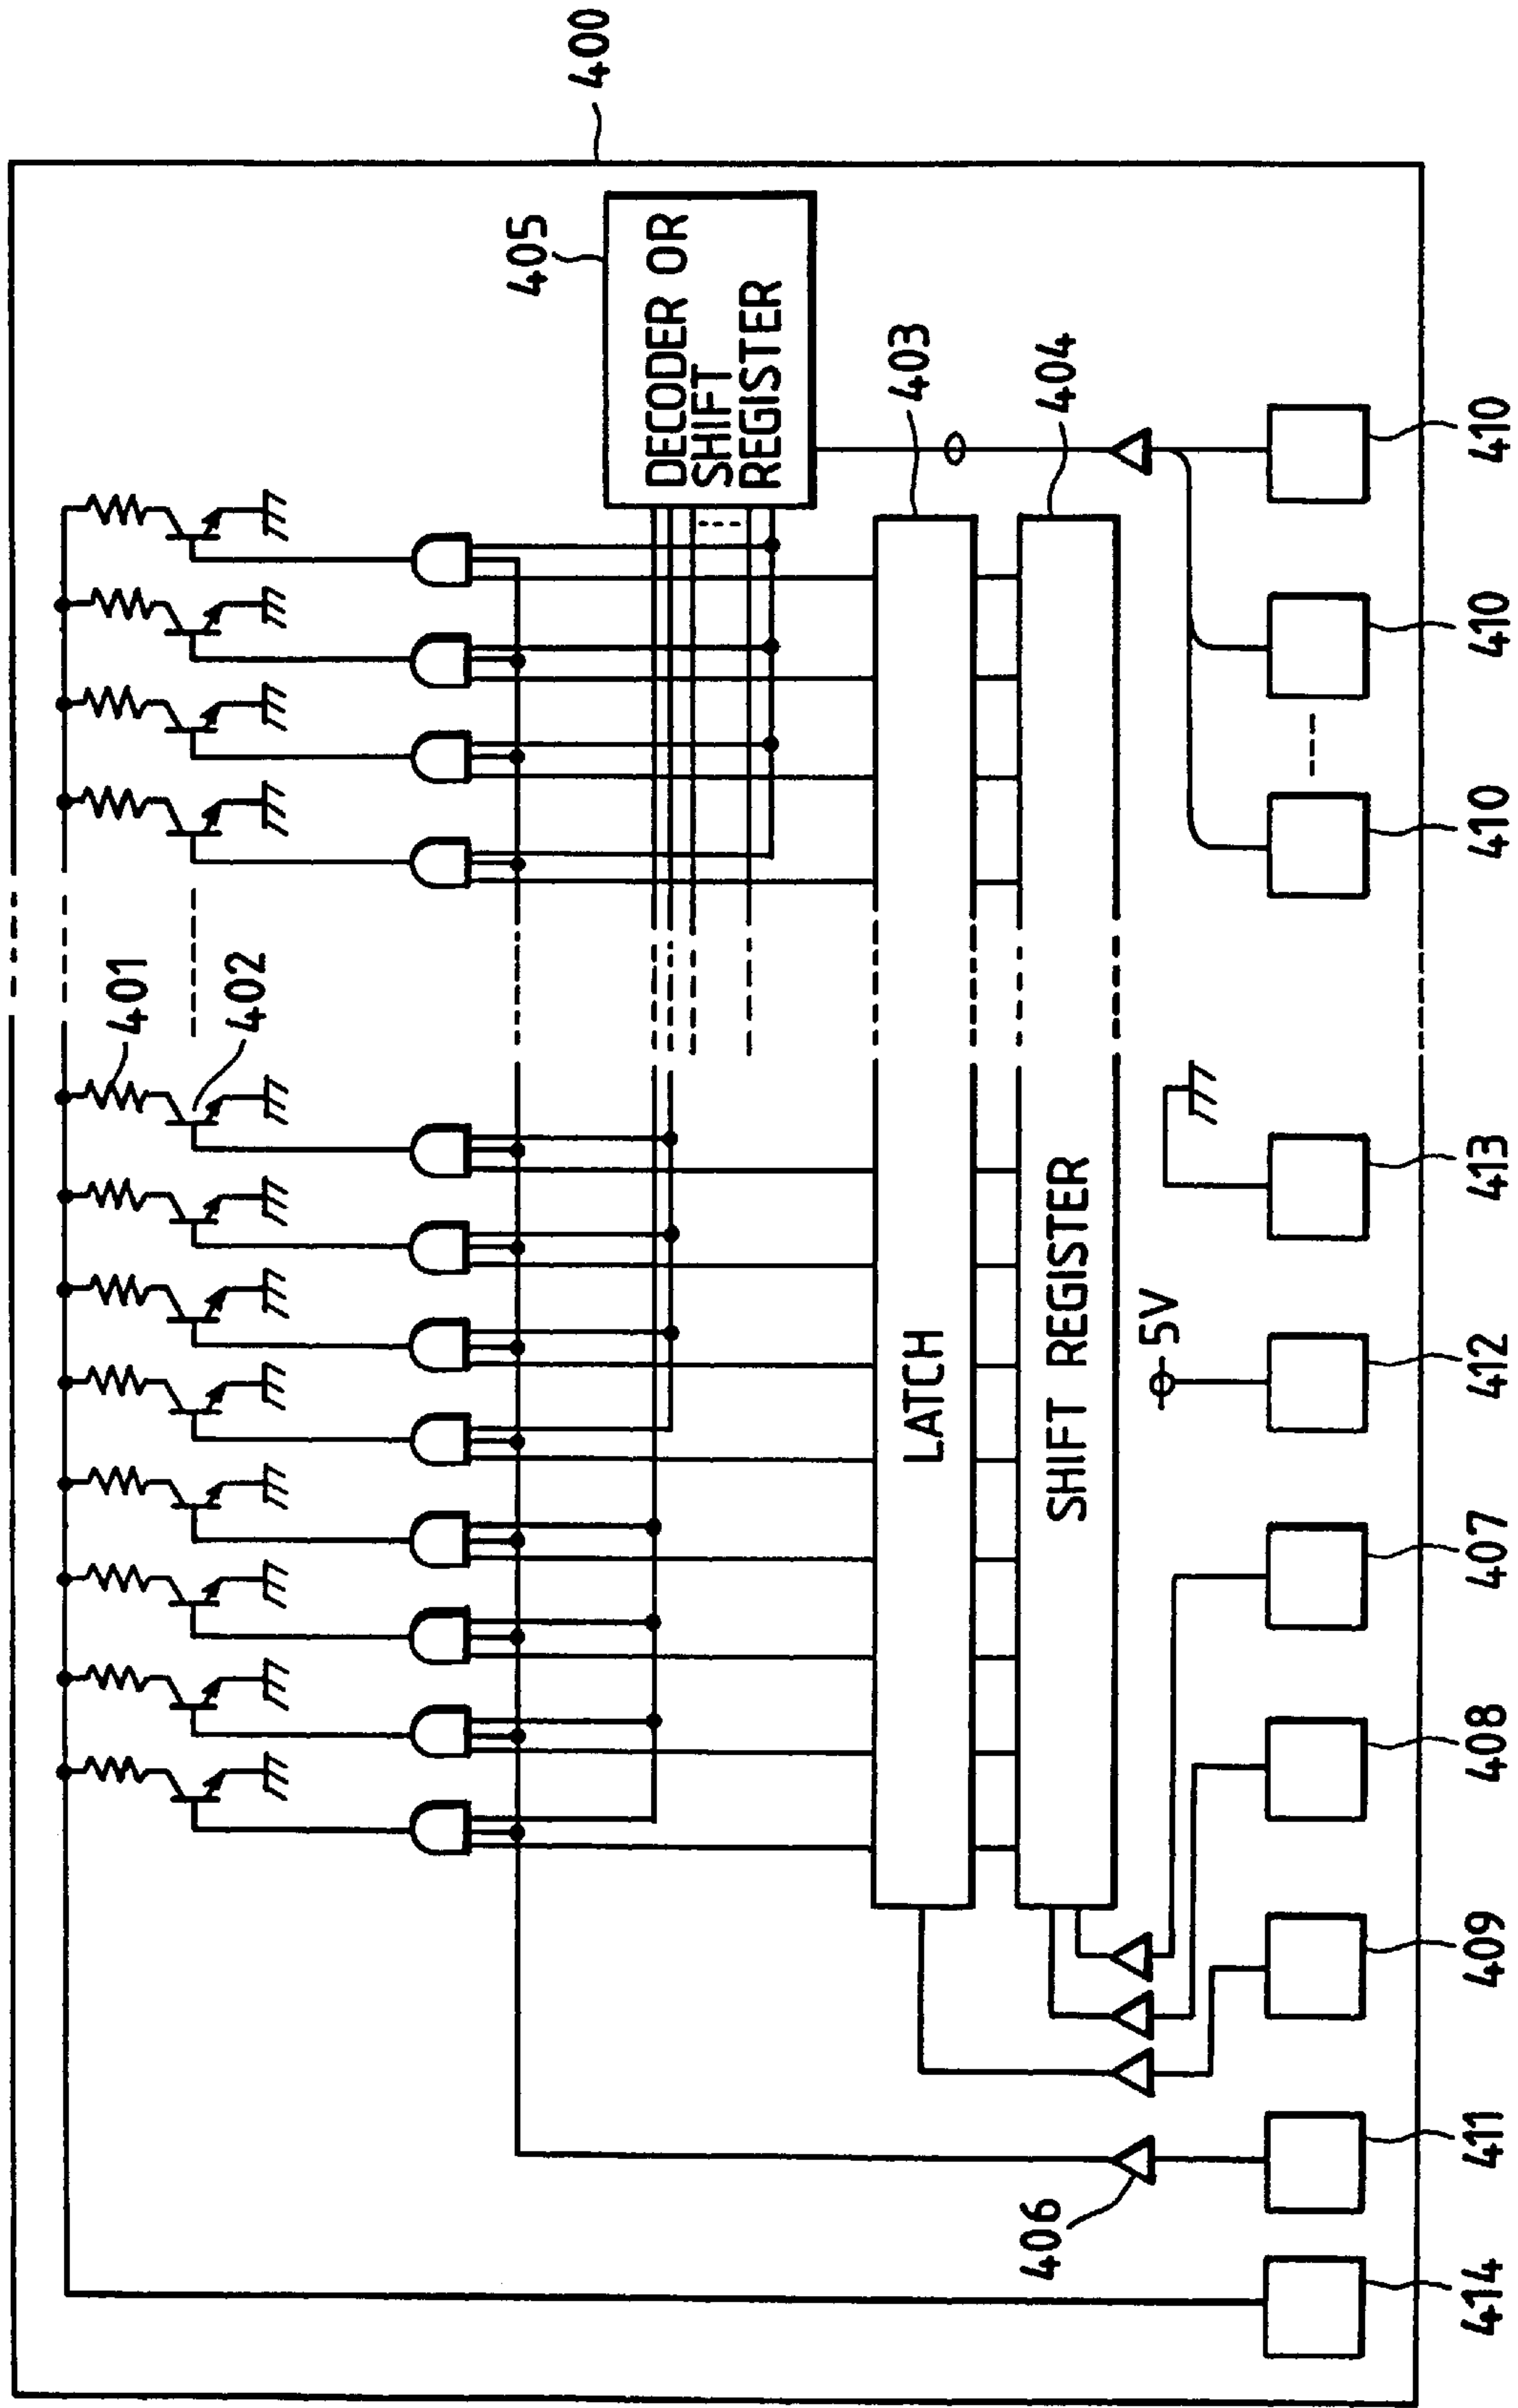 400
401
402
405
DECODER OR
SHIFT
REGISTER
403
LATCH
404
SHIFT REGISTER
406
5V
414
411
409
408
407
412
413
410
410
410